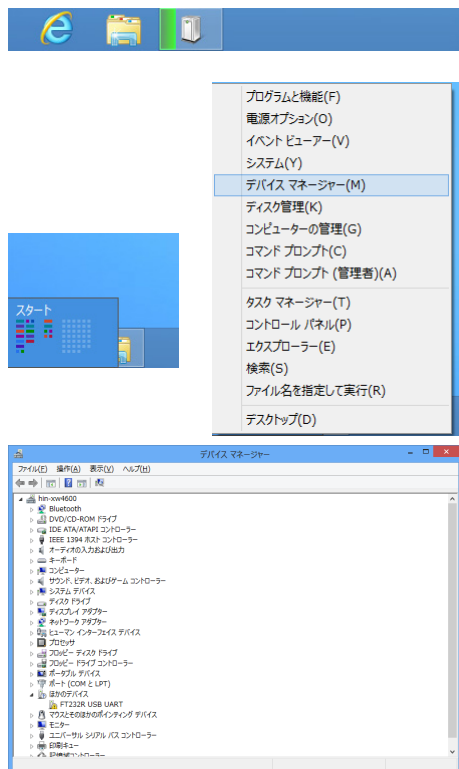 プログラムと機能(F)
電源オプション(O)
イベント ビューアー(V)
システム(Y)
デバイス マネージャー(M)
ディスク管理(K)
コンピューターの管理(G)
コマンド プロンプト(C)
コマンド プロンプト (管理者)(A)
タスク マネージャー(T)
コントロール パネル(P)
エクスプローラー(E)
検索(S)
ファイル名を指定して実行(R)
デスクトップ(D)
スタート
デバイス マネージャー
ファイル(F) 操作(A) 表示(V) ヘルプ(H)
hin-xw4600
Bluetooth
DVD/CD-ROM ドライブ
IDE ATA/ATAPI コントローラー
IEEE 1394 ホスト コントローラー
オーディオの入力および出力
キーボード
コンピューター
サウンド、ビデオ、およびゲーム コントローラー
システム デバイス
ディスク ドライブ
ディスプレイ アダプター
ネットワーク アダプター
ヒューマン インターフェイス デバイス
プロセッサ
フロッピー ディスク ドライブ
フロッピー ドライブ コントローラー
ポータブル デバイス
ポート (COM と LPT)
ほかのデバイス
FT232R USB UART
マウスとそのほかのポインティング デバイス
モニター
ユニバーサル シリアル バス コントローラー
印刷キュー
記憶域コントローラー